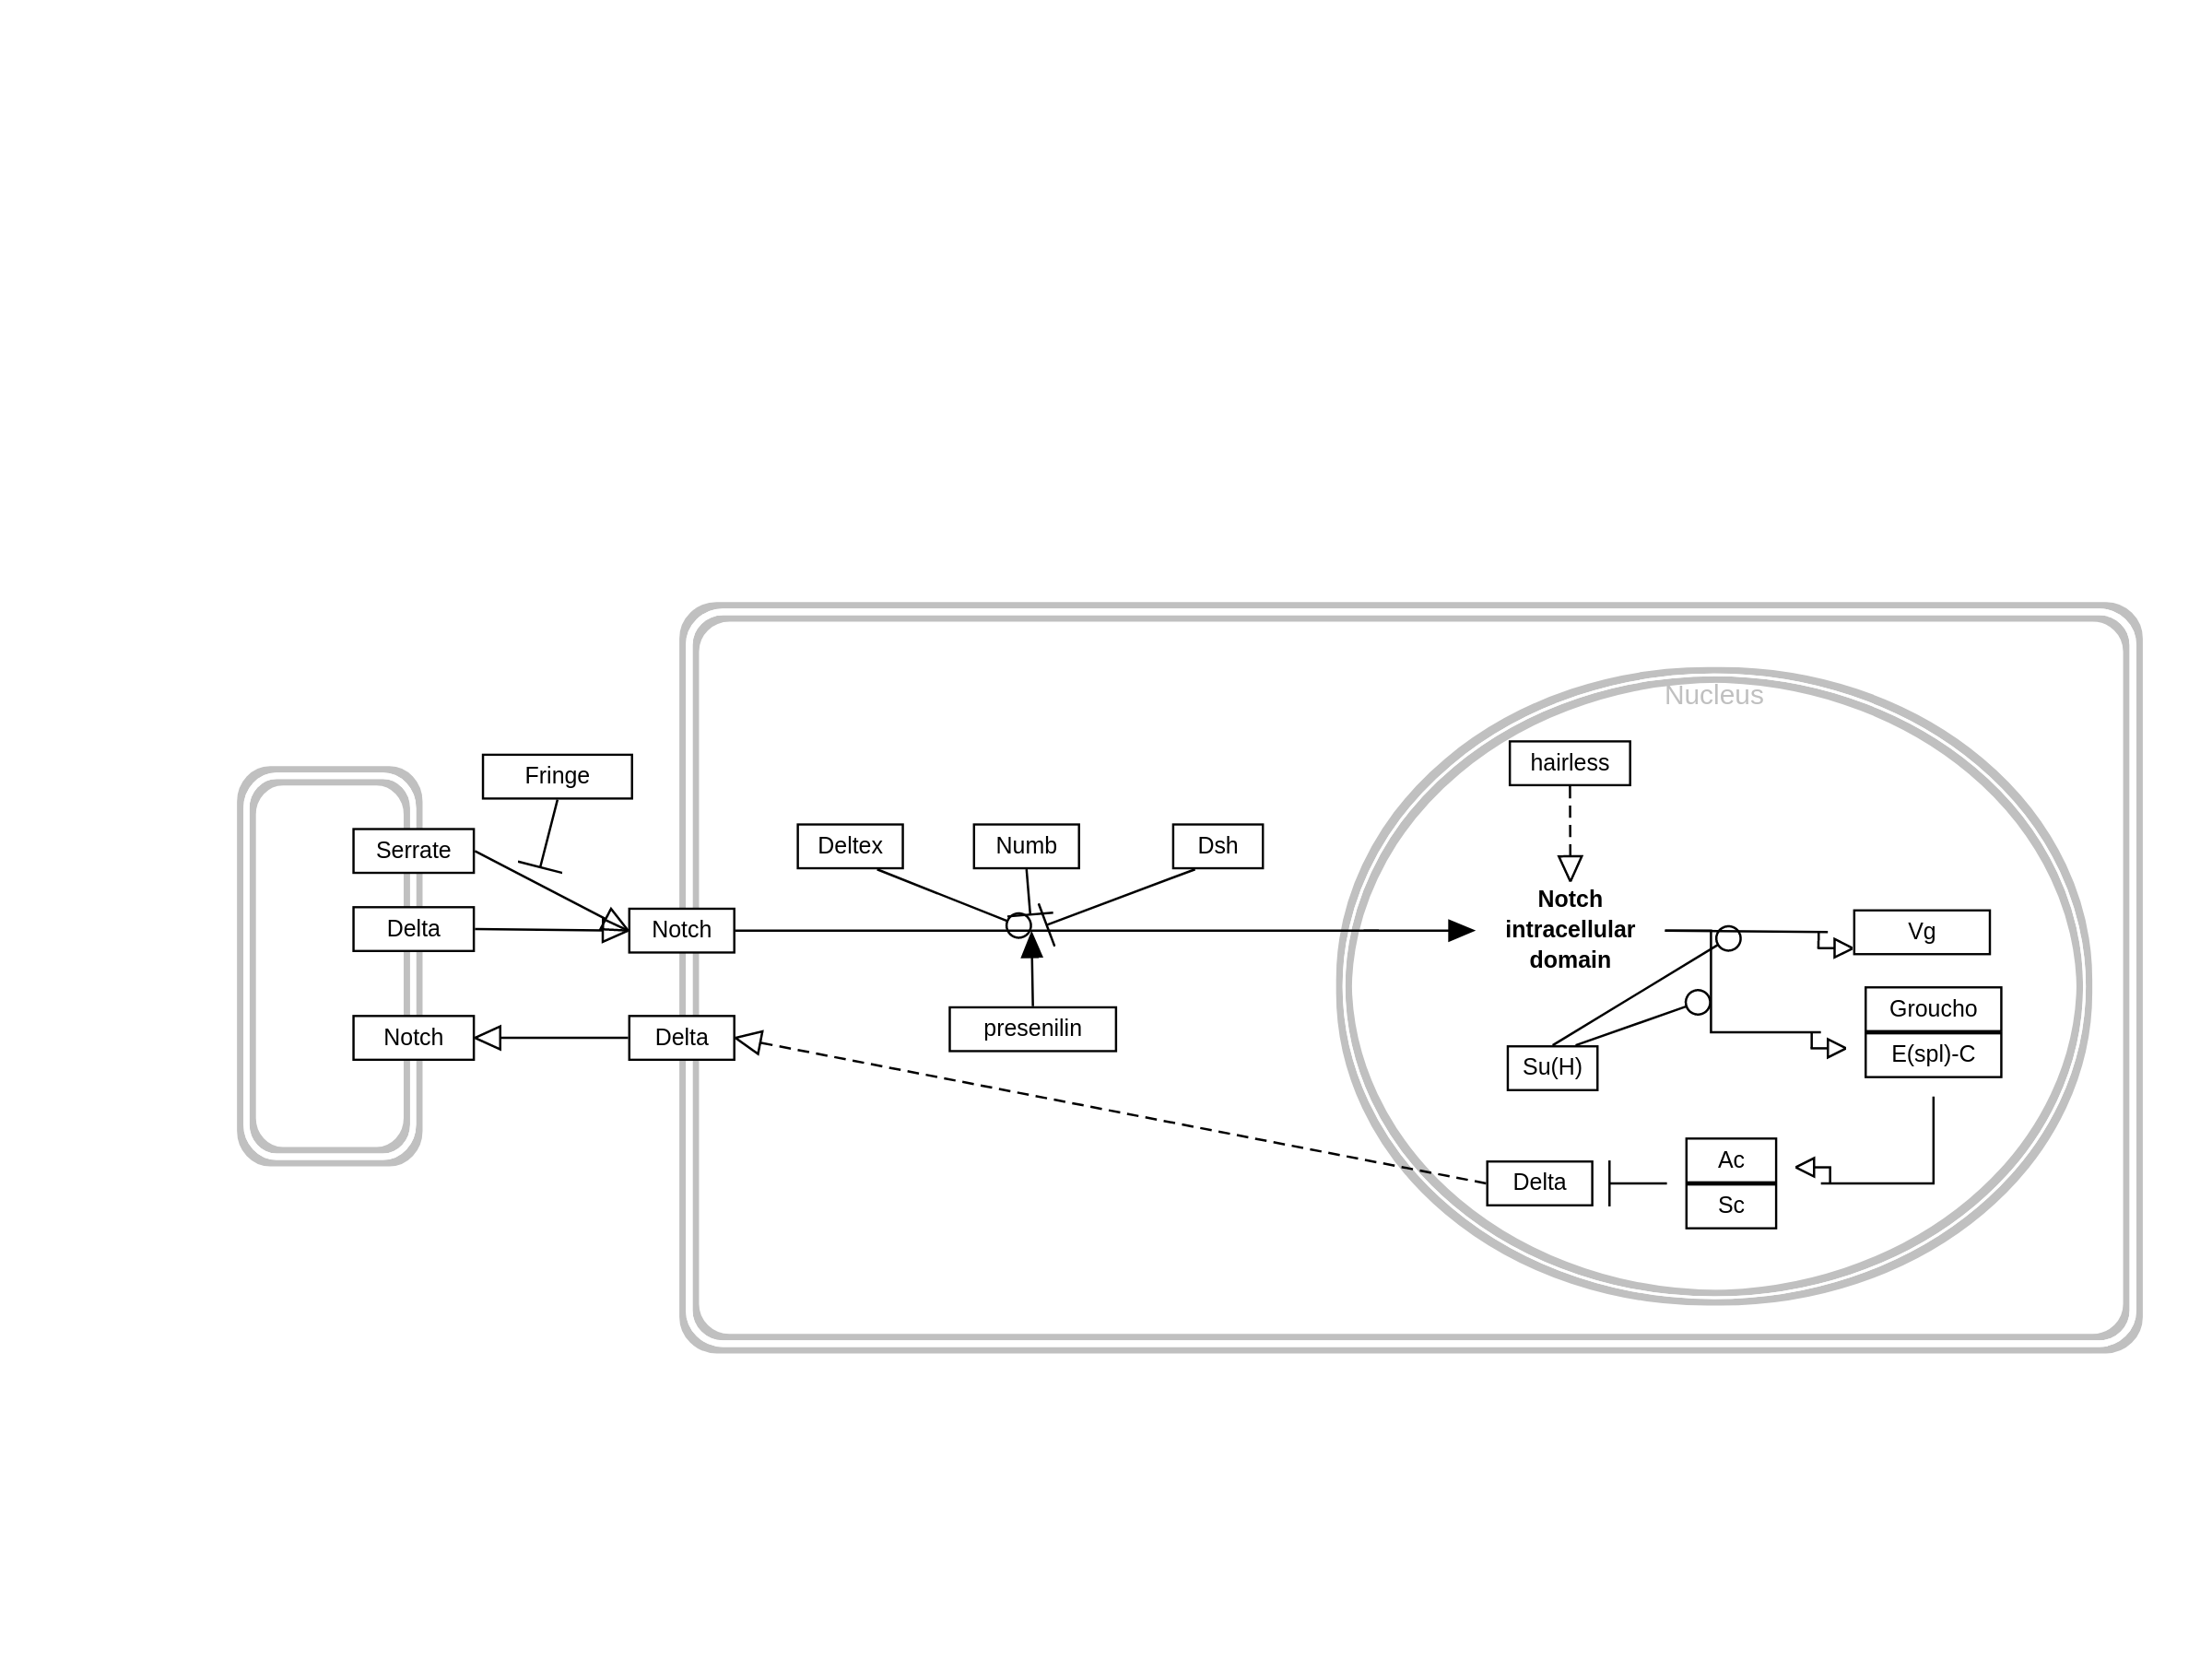 Nucleus
hairless
Fringe
Serrate
Deltex
Numb
Dsh
Delta
Notch
Notch
intracellular
domain
Vg
Groucho
E(spl)-C
presenilin
Notch
Delta
Su(H)
Delta
Ac
Sc